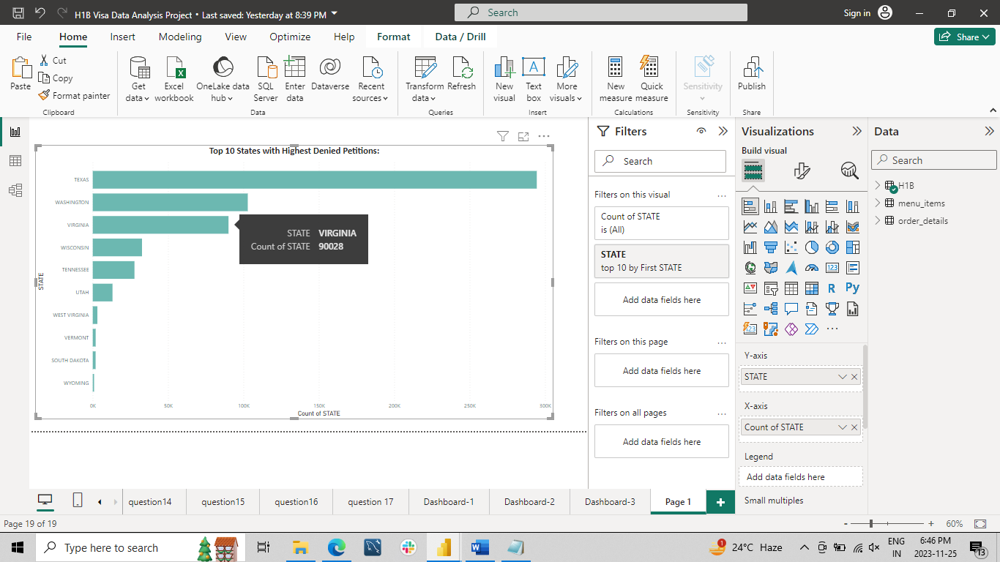 H1B Visa Data Analysis Project • Last saved: Yesterday at 8:39 PM
Search
Sign in
File
Home
Insert
Modeling
View
Optimize
Help
Format
Data / Drill
Share
Paste
Cut
Copy
Format painter
Clipboard
Get
data
Excel
workbook
OneLake data
hub
SQL
Server
Enter
data
Dataverse
Recent
sources
Data
Transform
data
Refresh
Queries
New
visual
Text
box
More
visuals
Insert
New
measure
Quick
measure
Calculations
Sensitivity
Sensitivity
Publish
Share
Top 10 States with Highest Denied Petitions:
STATE
TEXAS
WASHINGTON
VIRGINIA
WISCONSIN
TENNESSEE
UTAH
WEST VIRGINIA
VERMONT
SOUTH DAKOTA
WYOMING
STATE VIRGINIA
Count of STATE 90028
0K 50K 100K 150K 200K 250K 300K
Count of STATE
Filters
Search
Filters on this visual ...
Count of STATE
is (All)
STATE
top 10 by First STATE
Add data fields here
Filters on this page ...
Add data fields here
Filters on all pages ...
Add data fields here
Visualizations
Build visual
123
R
Py
123
...
Y-axis
STATE
X-axis
Count of STATE
Legend
Add data fields here
Small multiples
Data
Search
H1B
menu_items
order_details
question14
question15
question16
question 17
Dashboard-1
Dashboard-2
Dashboard-3
Page 1
+
Page 19 of 19
- + 60%
Type here to search
1
24°C Haze
ENG
IN
6:46 PM
2023-11-25
13